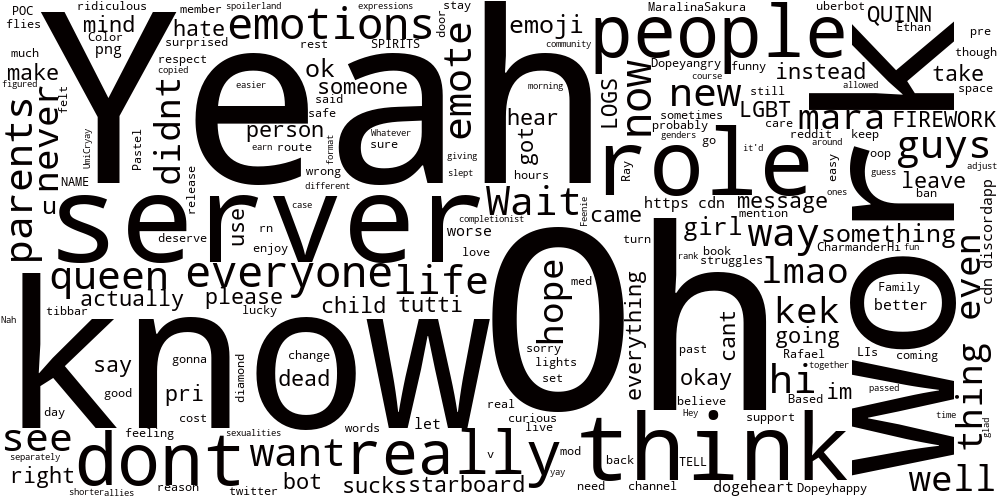 POC
flies
ridiculous
mind
Color
png
member
hate
surprised
spoilerland
emotions
expressions
rest
SPIRITS
door
stay
emoji
community
MaralinaSakura
people
uberbot
QUINN
Ethan
pre
though
much
make
figured
felt
never
parents
u
Yeah
UmiCryay
Pastel
didnt
respect
copied
release
easier
ok
someone
said
safe
person
earn
route
format
wrong
different
Whatever
sure
emote
giving
slept
morning
hear
got
hours
Dopeyangry
course
funny
LOGS
now
new
sometimes
probably
genders
go
it'd
instead
still
LGBT
care
mara
reddit
around
keep
allowed
take
space
FIREWORK
guys
oop
guess
adjust
leave
ban
easy
ones
NAME
server
deserve
use
rn
enjoy
case
Wait
completionist
worse
love
Feenie
came
role
Ray
https
cdn
message
mention
girl
turn
book
rank
struggles
way
something
CharmanderHi
fun
work
Family
better
cdn
discordapp
even
queen
actually
tibbar
everyone
please
lucky
child
life
tutti
Oh
hope
med
sorry
lights
set
everything
lmao
kek
going
Rafael
together
LIs
coming
Nah
know
say
good
day
gonna
pri
cost
diamond
change
dead
real
curious
live
past
cant
okay
believe
Hey
hi
Based
im
support
passed
time
glad
thing
see
separately
right
feeling
dont
shorter
allies
reason
sexualities
twitter
want
bot
words
let
really
v
sucks
starboard
mod
yay
need
back
channel
think
TELL
dogeheart
Dopeyhappy
well